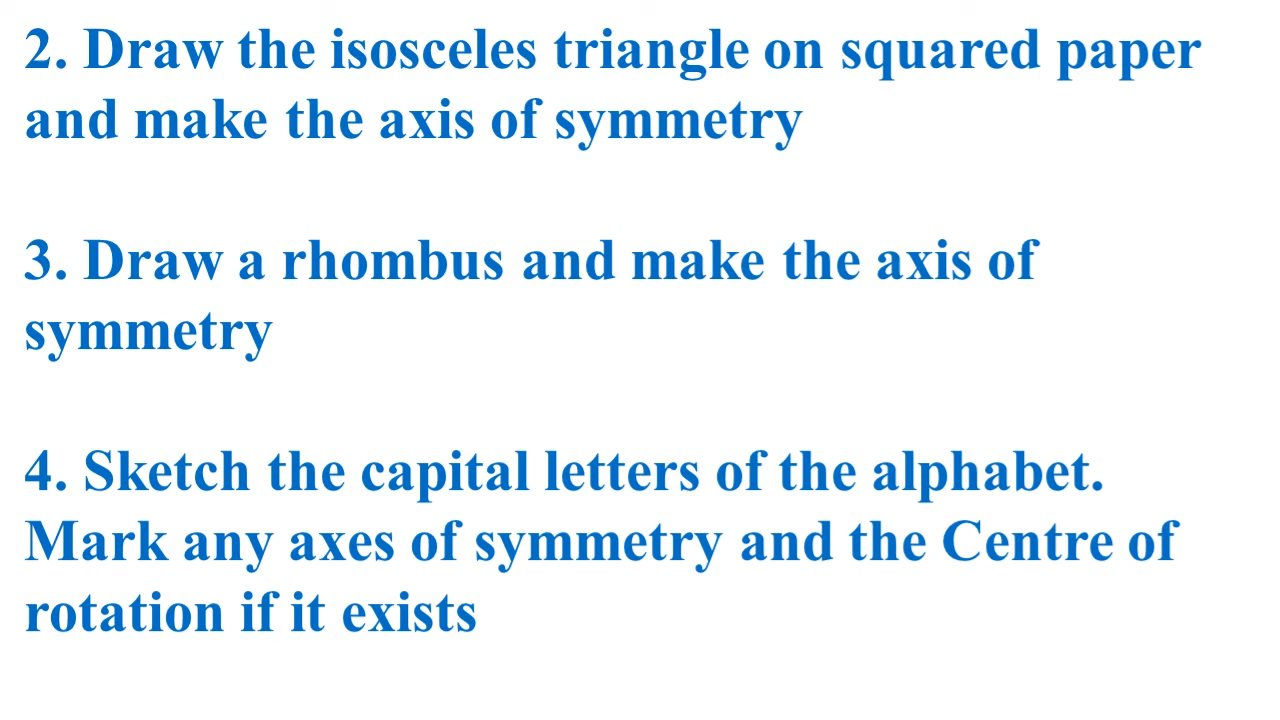 2. Draw the isosceles triangle on squared paper
and make the axis of symmetry
3. Draw a rhombus and make the axis of
symmetry
4. Sketch the capital letters of the alphabet.
Mark any axes of symmetry and the Centre of
rotation if it exists